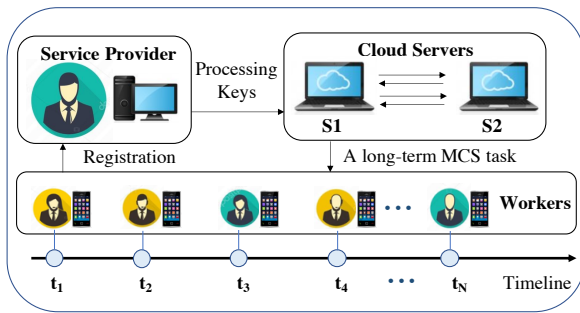 Service Provider
Processing
Keys
Cloud Servers
S1
S2
Registration
A long-term MCS task
Workers
t1
t2
t3
t4
tN
Timeline